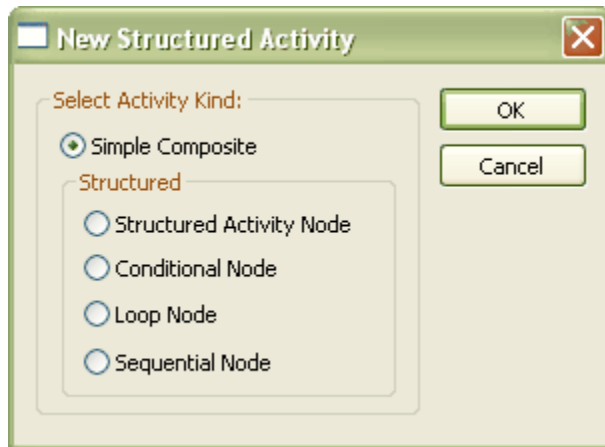 New Structured Activity
Select Activity Kind:
OK
Simple Composite
Cancel
Structured
Structured Activity Node
Conditional Node
Loop Node
Sequential Node